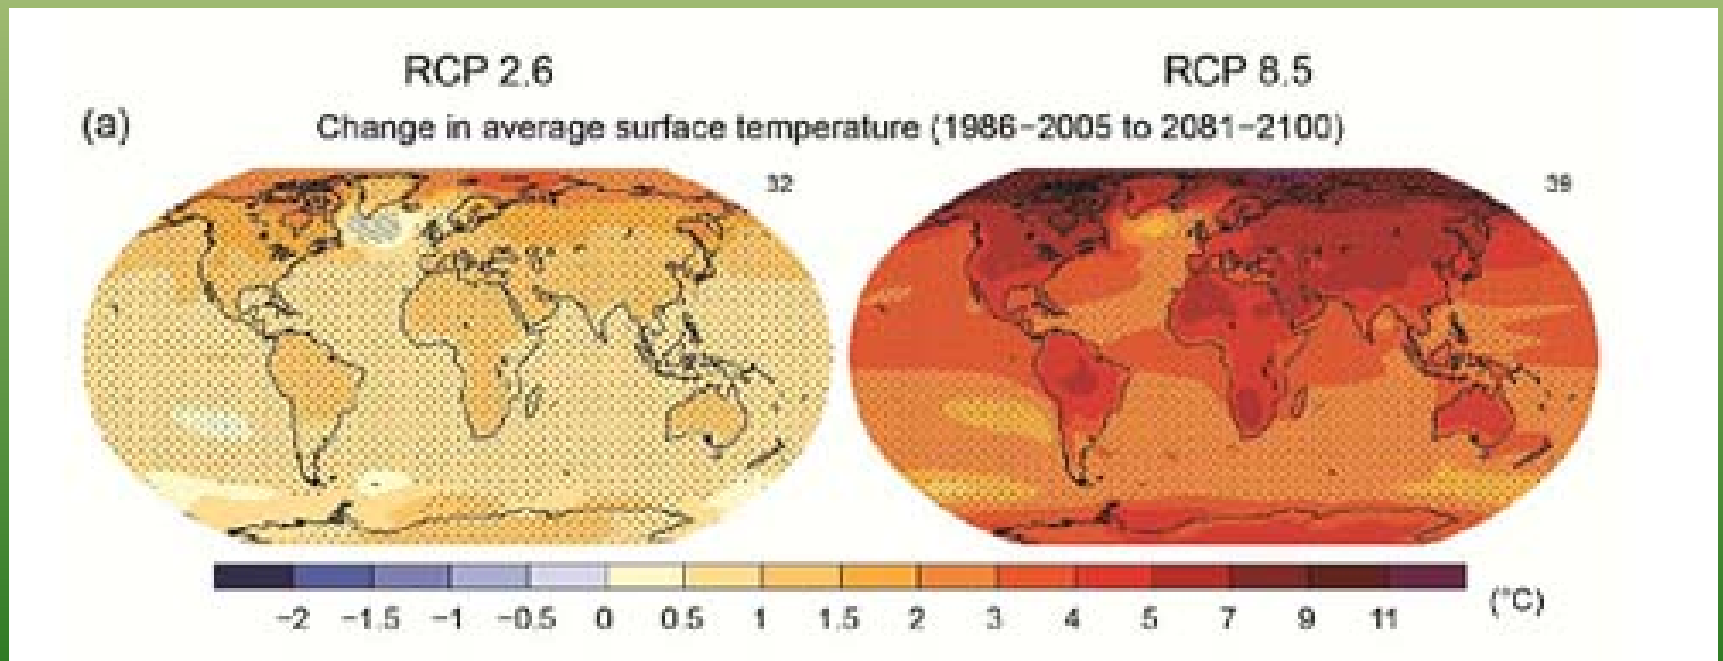 RCP 2.6 RCP 8.5
(a) Change in average surface temperature (1986−2005 to 2081−2100)
32 39
−2 −1.5 −1 −0.5 0 0.5 1 1.5 2 3 4 5 7 9 11 (°C)